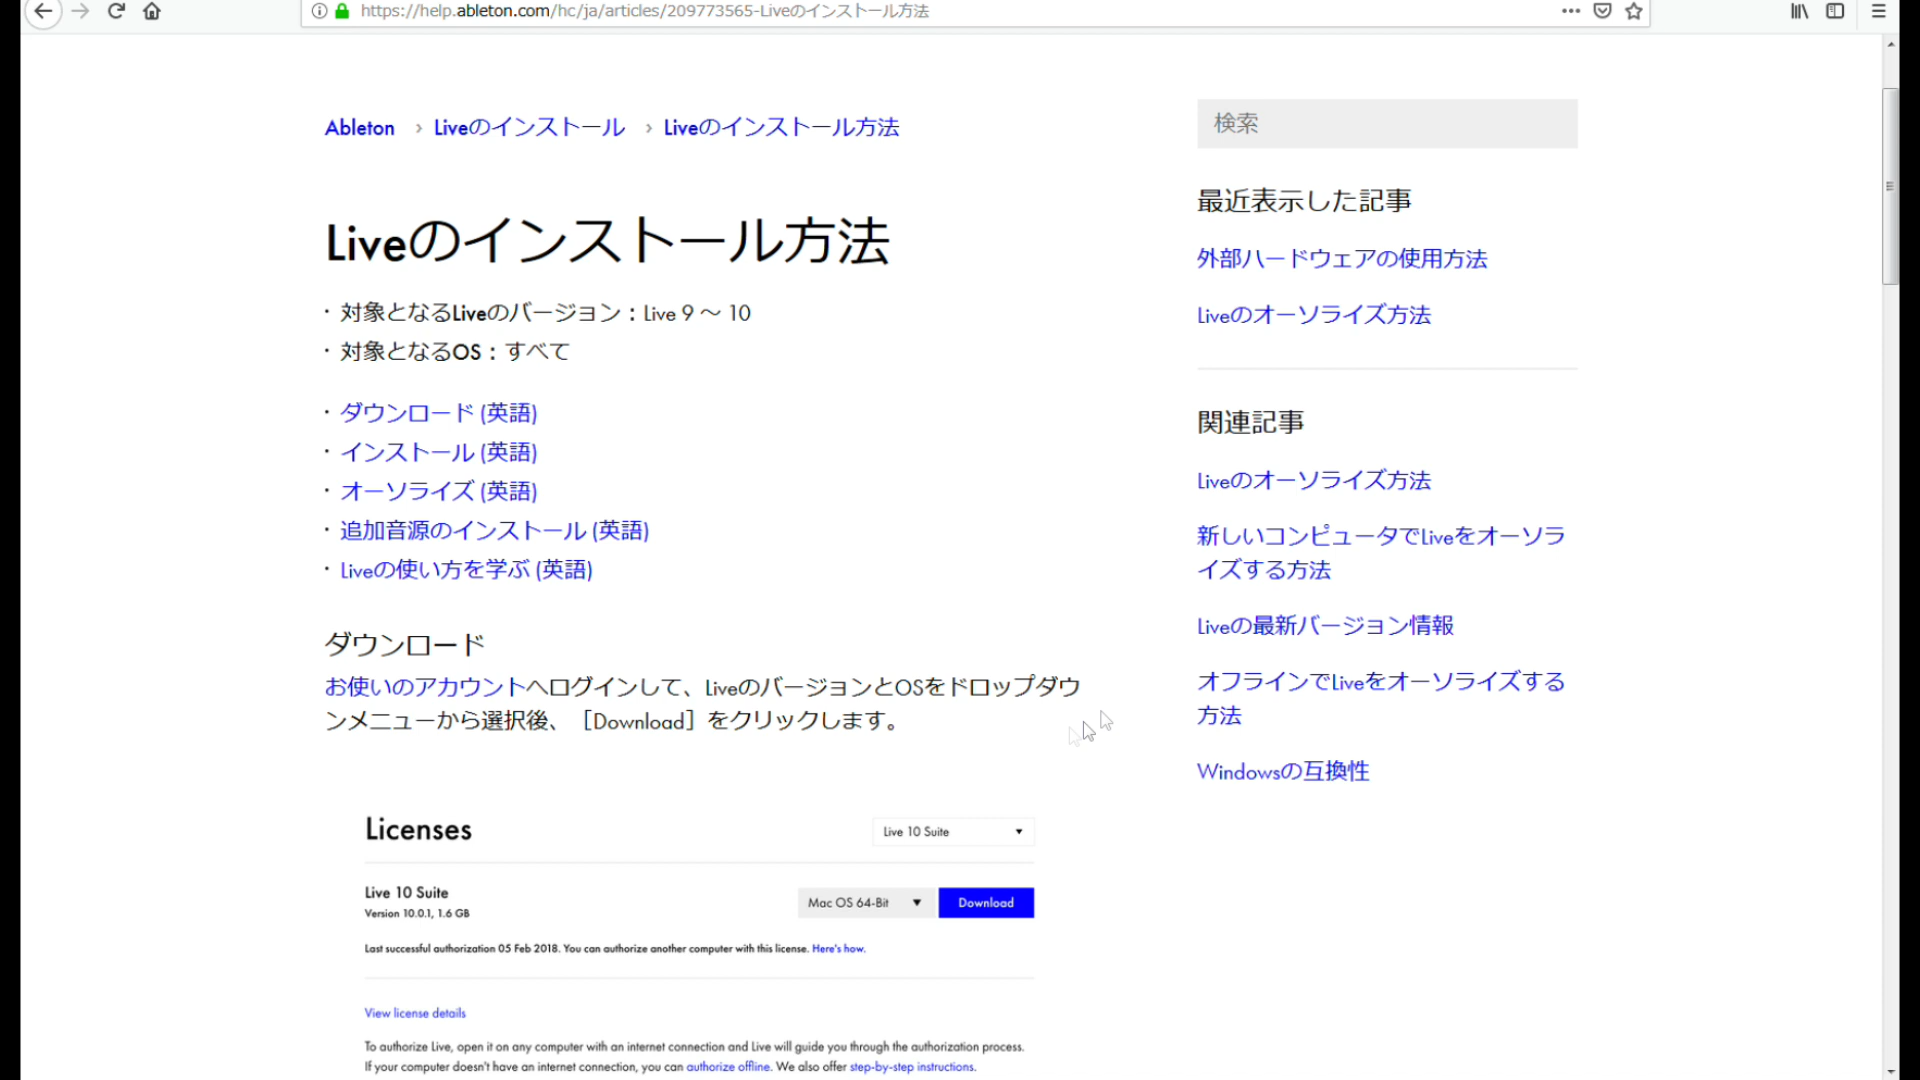 https://help.ableton.com/hc/ja/articles/209773565-Liveのインストール方法
Ableton › Liveのインストール › Liveのインストール方法
Liveのインストール方法
・対象となるLiveのバージョン：Live 9 〜 10
・対象となるOS：すべて
・ダウンロード (英語)
・インストール (英語)
・オーソライズ (英語)
・追加音源のインストール (英語)
・Liveの使い方を学ぶ (英語)
ダウンロード
お使いのアカウントへログインして、LiveのバージョンとOSをドロップダウ
ンメニューから選択後、［Download］をクリックします。
Licenses
Live 10 Suite
Live 10 Suite
Version 10.0.1, 1.6 GB
Mac OS 64-Bit
Download
Last successful authorization 05 Feb 2018. You can authorize another computer with this license. Here's how.
View license details
To authorize Live, open it on any computer with an internet connection and Live will guide you through the authorization process.
If your computer doesn't have an internet connection, you can authorize offline. We also offer step-by-step instructions.
検索
最近表示した記事
外部ハードウェアの使用方法
Liveのオーソライズ方法
関連記事
Liveのオーソライズ方法
新しいコンピュータでLiveをオーソラ
イズする方法
Liveの最新バージョン情報
オフラインでLiveをオーソライズする
方法
Windowsの互換性